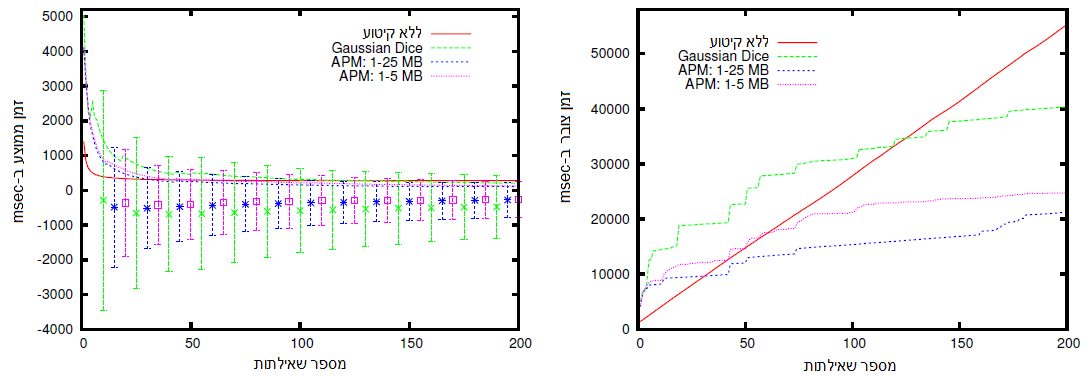 5000
4000
3000
2000
1000
0
-1000
-2000
-3000
-4000
זמן ממוצע ב-msec
ללא קיטוע
Gaussian Dice
APM: 1-25 MB
APM: 1-5 MB
0 50 100 150 200
מספר שאילתות
50000
40000
30000
20000
10000
0
זמן צובר ב-msec
ללא קיטוע
Gaussian Dice
APM: 1-25 MB
APM: 1-5 MB
0 50 100 150 200
מספר שאילתות